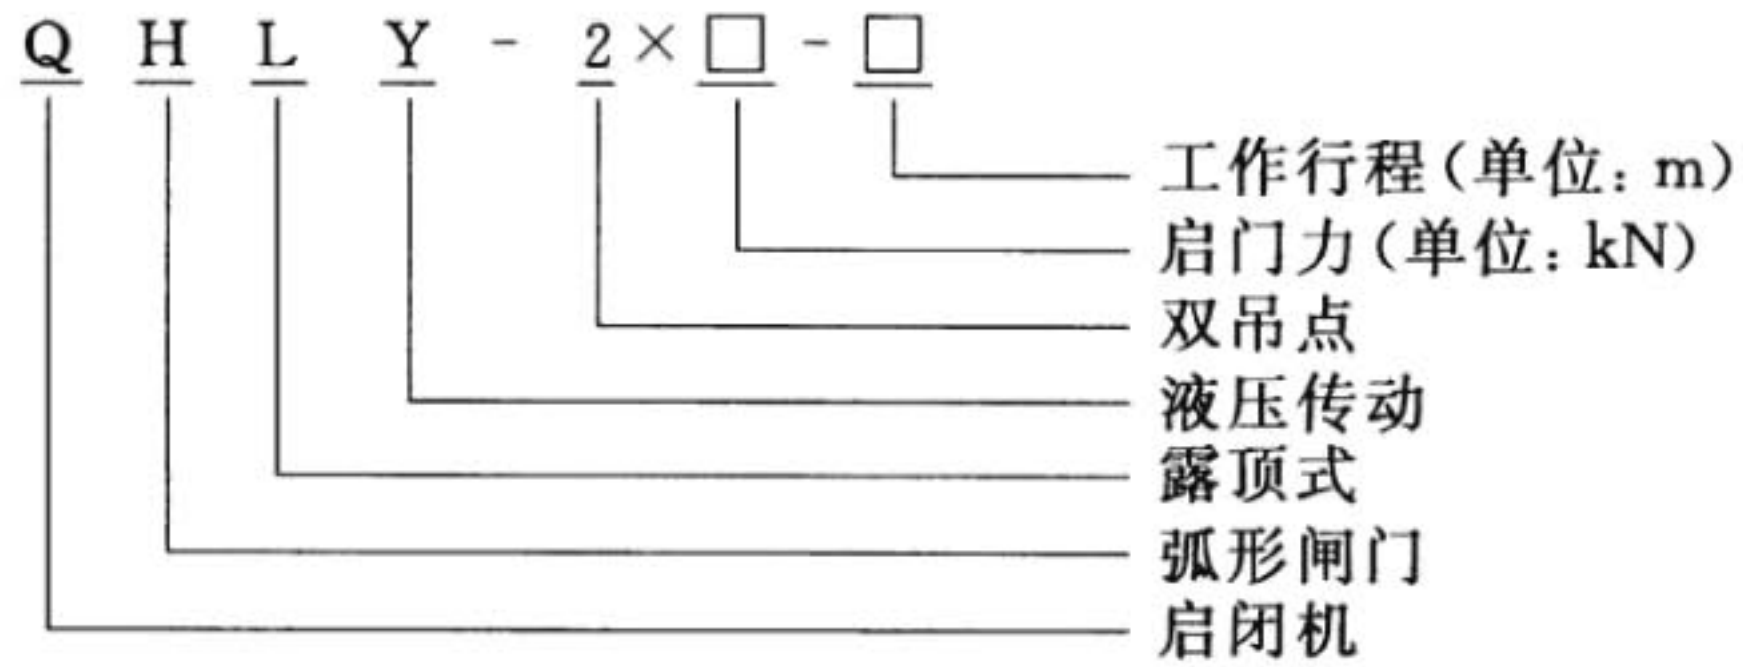 Q H L Y - 2×□-□
工作行程(单位: m)
启门力(单位: kN)
双吊点
液压传动
露顶式
弧形闸门
启闭机